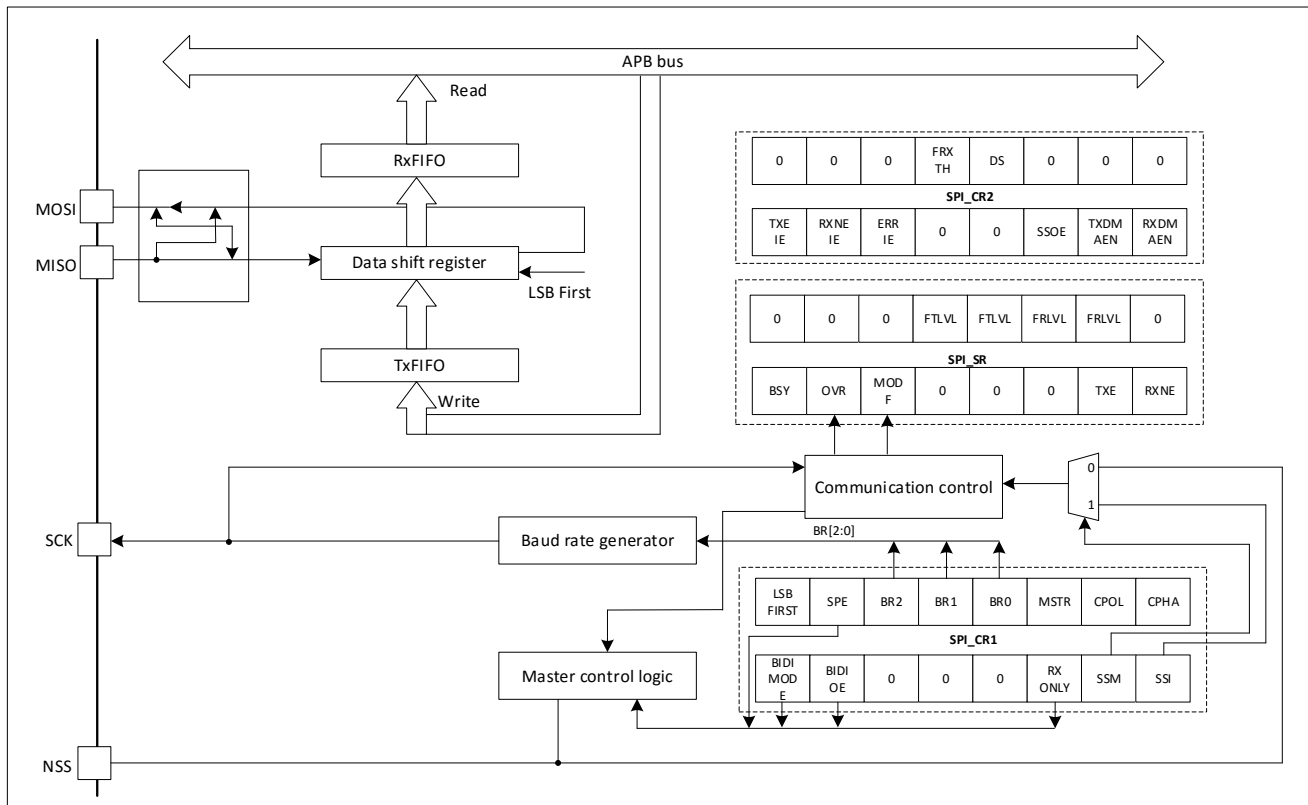 APB bus
Read
RxFIFO
MOSI
MISO
Data shift register
LSB First
TxFIFO
Write
0 0 0 FRX TH DS 0 0 0
SPI_CR2
TXE IE RXNE IE ERR IE 0 0 SSOE TXDM AEN RXDM AEN
0 0 0 FTLVL FTLVL FRLVL FRLVL 0
SPI_SR
BSY OVR MOD F 0 0 0 TXE RXNE
Communication control
0
1
SCK
Baud rate generator
BR[2:0]
LSB FIRST SPE BR2 BR1 BR0 MSTR CPOL CPHA
SPI_CR1
BIDI MOD E BIDI OE 0 0 0 RX ONLY SSM SSI
Master control logic
NSS